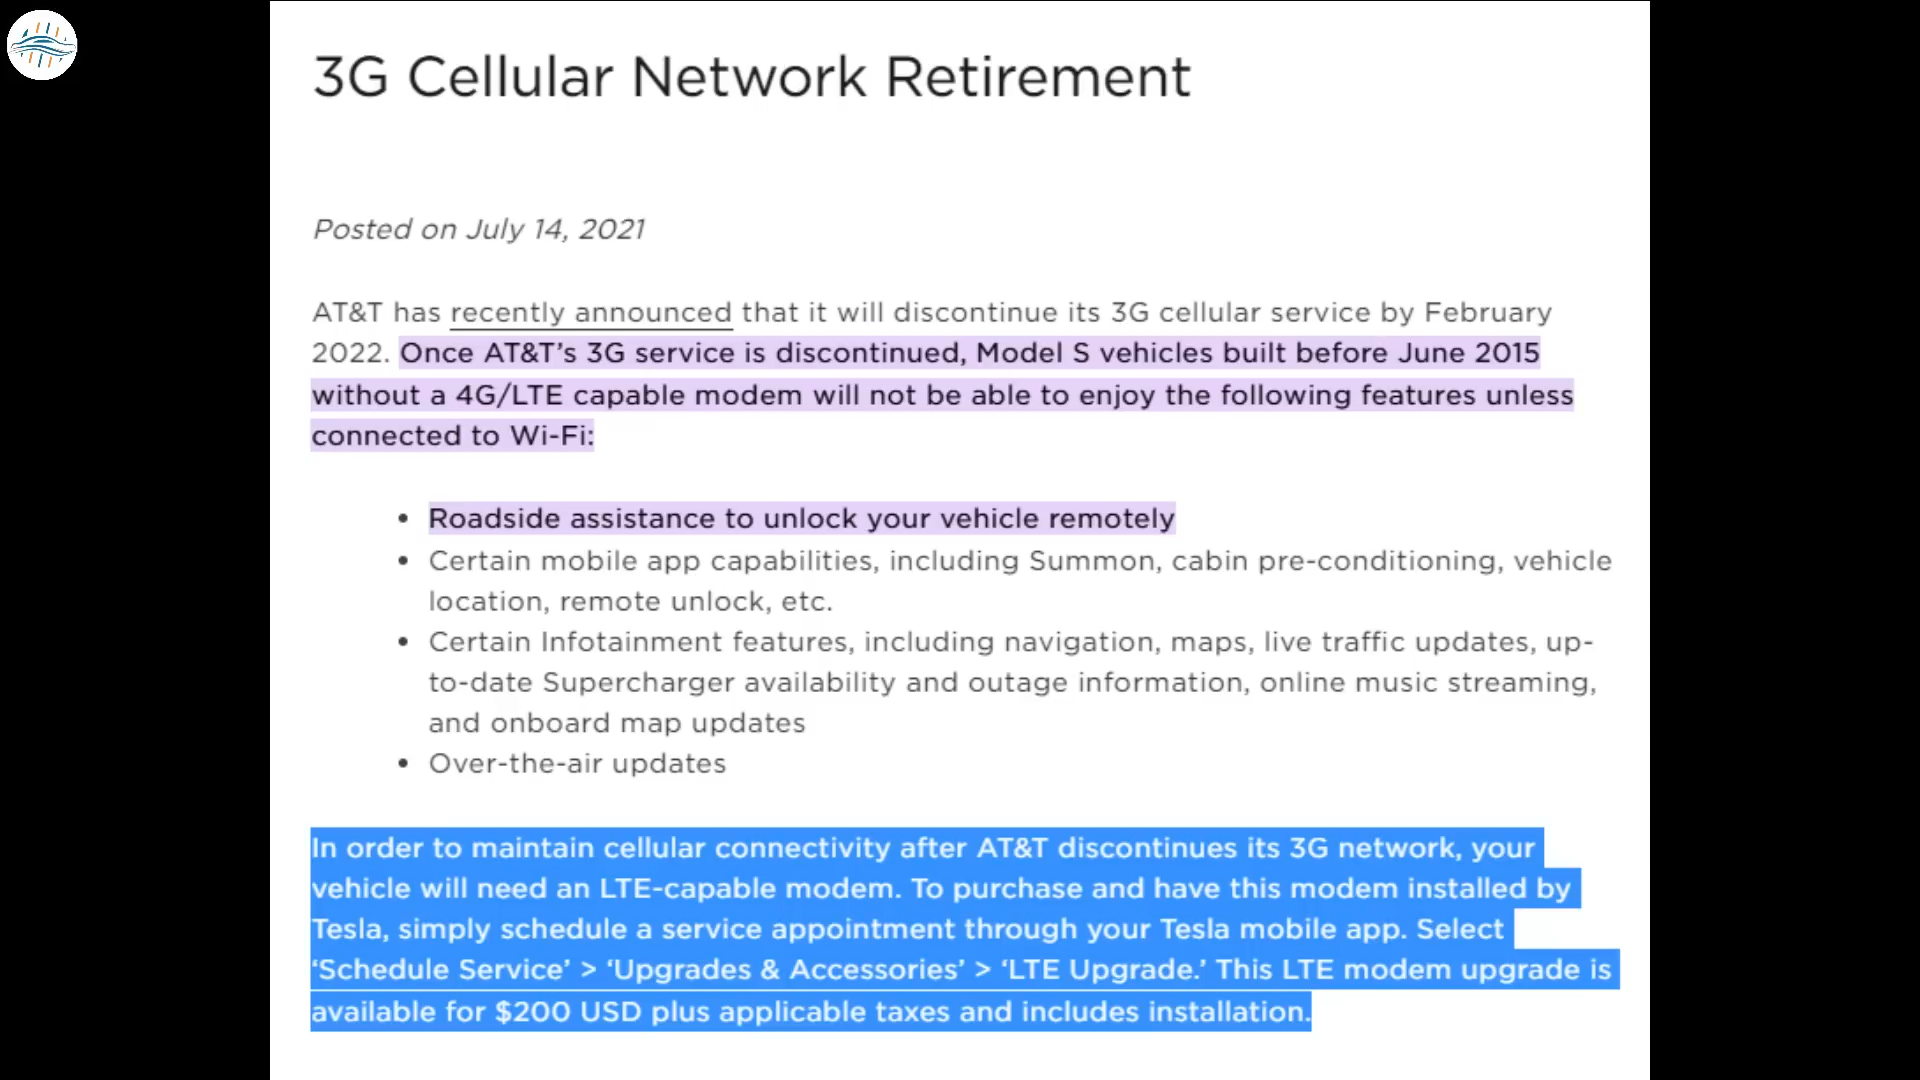 3G Cellular Network Retirement
Posted on July 14, 2021
AT&T has recently announced that it will discontinue its 3G cellular service by February
2022. Once AT&T’s 3G service is discontinued, Model S vehicles built before June 2015
without a 4G/LTE capable modem will not be able to enjoy the following features unless
connected to Wi-Fi:
• Roadside assistance to unlock your vehicle remotely
• Certain mobile app capabilities, including Summon, cabin pre-conditioning, vehicle
location, remote unlock, etc.
• Certain Infotainment features, including navigation, maps, live traffic updates, up-
to-date Supercharger availability and outage information, online music streaming,
and onboard map updates
• Over-the-air updates
In order to maintain cellular connectivity after AT&T discontinues its 3G network, your
vehicle will need an LTE-capable modem. To purchase and have this modem installed by
Tesla, simply schedule a service appointment through your Tesla mobile app. Select
‘Schedule Service’ > ‘Upgrades & Accessories’ > ‘LTE Upgrade.’ This LTE modem upgrade is
available for $200 USD plus applicable taxes and includes installation.